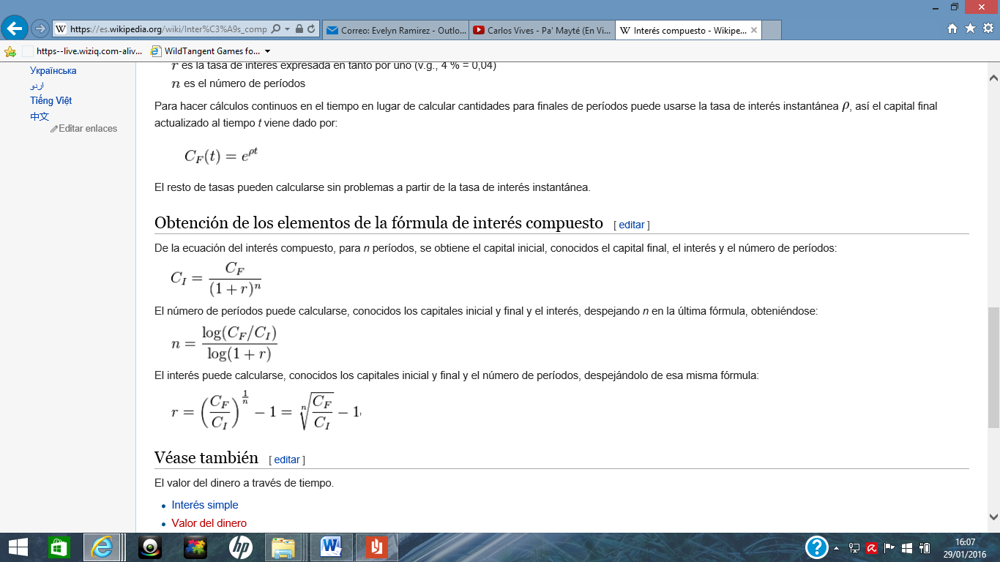 https://es.wikipedia.org/wiki/Inter%C3%A9s_comp
Correo: Evelyn Ramirez - Outlo...
Carlos Vives - Pa' Mayté (En Vi...
Interés compuesto - Wikipe...
https--live.wiziq.com-aliv...
WildTangent Games fo...
Українська
اردو
Tiếng Việt
中文
Editar enlaces
r es la tasa de interés expresada en tanto por uno (v.g., 4 % = 0,04)
n es el número de períodos
Para hacer cálculos continuos en el tiempo en lugar de calcular cantidades para finales de períodos puede usarse la tasa de interés instantánea ρ, así el capital final
actualizado al tiempo t viene dado por:
C_F(t) = e^{ρt}
El resto de tasas pueden calcularse sin problemas a partir de la tasa de interés instantánea.
Obtención de los elementos de la fórmula de interés compuesto [ editar ]
De la ecuación del interés compuesto, para n períodos, se obtiene el capital inicial, conocidos el capital final, el interés y el número de períodos:
C_I = C_F / (1 + r)^n
El número de períodos puede calcularse, conocidos los capitales inicial y final y el interés, despejando n en la última fórmula, obteniéndose:
n = log(C_F/C_I) / log(1 + r)
El interés puede calcularse, conocidos los capitales inicial y final y el número de períodos, despejándolo de esa misma fórmula:
r = (C_F/C_I)^{1/n} − 1 = \sqrt[n]{C_F/C_I} − 1,
Véase también [ editar ]
El valor del dinero a través de tiempo.
• Interés simple
• Valor del dinero
hp
16:07
29/01/2016